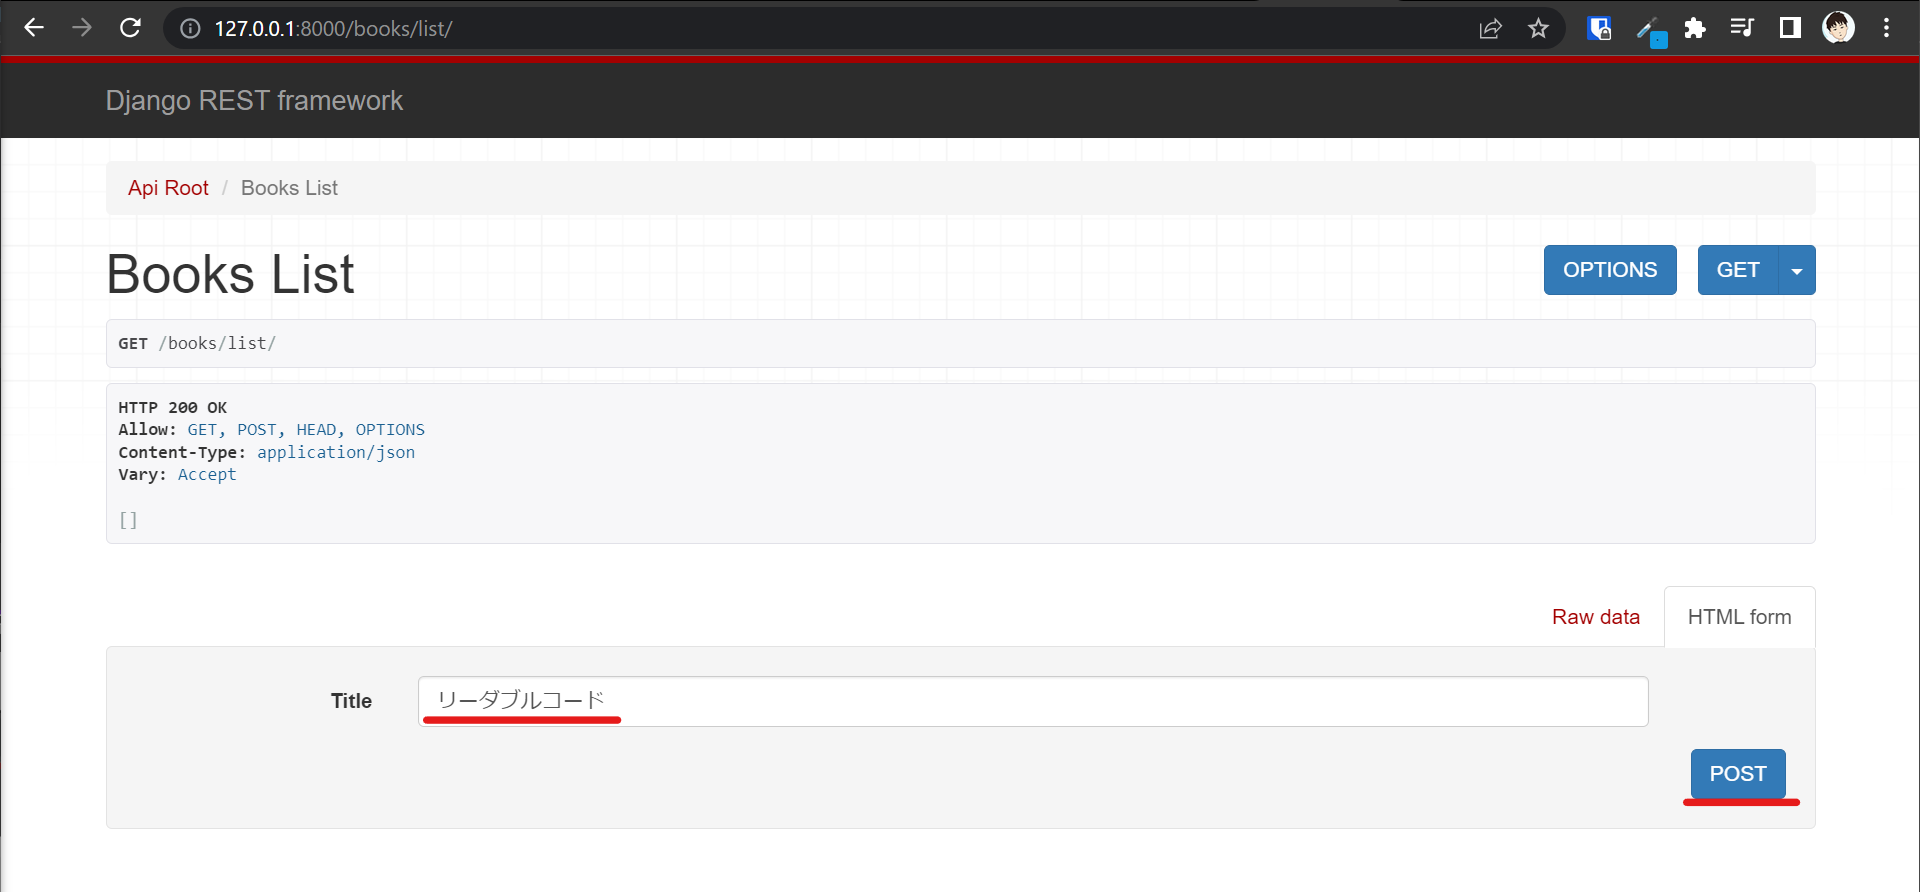 127.0.0.1:8000/books/list/
Django REST framework
Api Root / Books List
Books List
OPTIONS
GET
GET /books/list/
HTTP 200 OK
Allow: GET, POST, HEAD, OPTIONS
Content-Type: application/json
Vary: Accept
[]
Raw data
HTML form
Title
リーダブルコード
POST